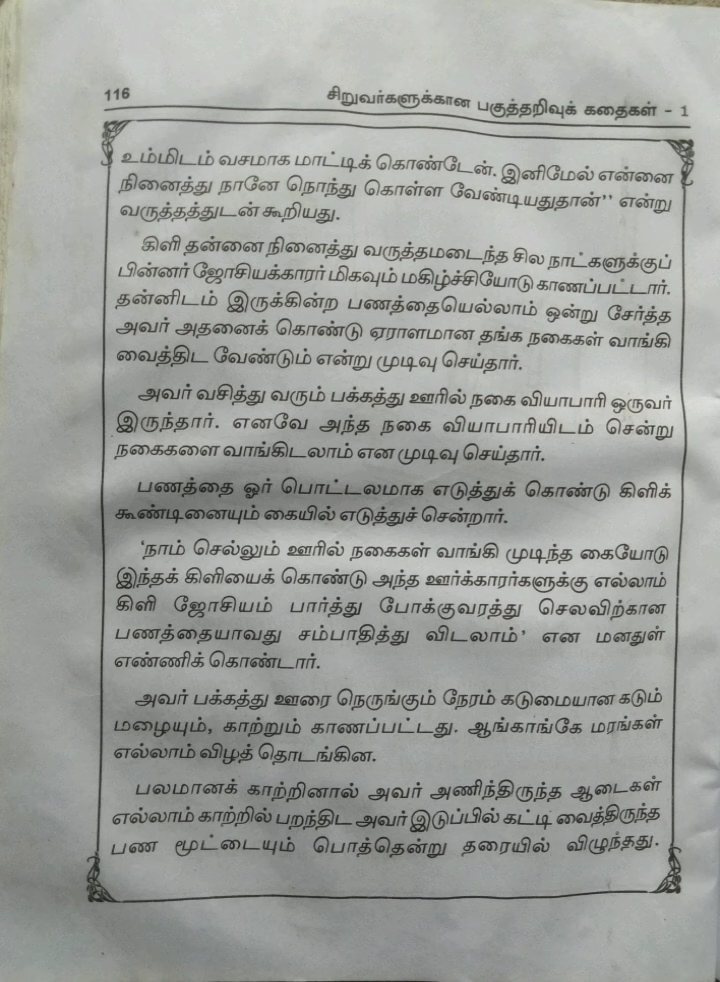 116
சிறுவர்களுக்கான பகுத்தறிவுக் கதைகள் - 1
உம்மிடம் வசமாக மாட்டிக் கொண்டேன். இனிமேல் என்னை
நினைத்து நானே நொந்து கொள்ள வேண்டியதுதான்'' என்று
வருத்தத்துடன் கூறியது.
கிளி தன்னை நினைத்து வருத்தமடைந்த சில நாட்களுக்குப்
பின்னர் ஜோசியக்காரர் மிகவும் மகிழ்ச்சியோடு காணப்பட்டார்.
தன்னிடம் இருக்கின்ற பணத்தையெல்லாம் ஒன்று சேர்த்த
அவர் அதனைக் கொண்டு ஏராளமான தங்க நகைகள் வாங்கி
வைத்திட வேண்டும் என்று முடிவு செய்தார்.
அவர் வசித்து வரும் பக்கத்து ஊரில் நகை வியாபாரி ஒருவர்
இருந்தார். எனவே அந்த நகை வியாபாரியிடம் சென்று
நகைகளை வாங்கிடலாம் என முடிவு செய்தார்.
பணத்தை ஓர் பொட்டலமாக எடுத்துக் கொண்டு கிளிக்
கூண்டினையும் கையில் எடுத்துச் சென்றார்.
'நாம் செல்லும் ஊரில் நகைகள் வாங்கி முடிந்த கையோடு
இந்தக் கிளியைக் கொண்டு அந்த ஊர்க்காரர்களுக்கு எல்லாம்
கிளி ஜோசியம் பார்த்து போக்குவரத்து செலவிற்கான
பணத்தையாவது சம்பாதித்து விடலாம்' என மனதுள்
எண்ணிக் கொண்டார்.
அவர் பக்கத்து ஊரை நெருங்கும் நேரம் கடுமையான கடும்
மழையும், காற்றும் காணப்பட்டது. ஆங்காங்கே மரங்கள்
எல்லாம் விழத் தொடங்கின.
பலமானக் காற்றினால் அவர் அணிந்திருந்த ஆடைகள்
எல்லாம் காற்றில் பறந்திட அவர் இடுப்பில் கட்டி வைத்திருந்த
பண மூட்டையும் பொத்தென்று தரையில் விழுந்தது.